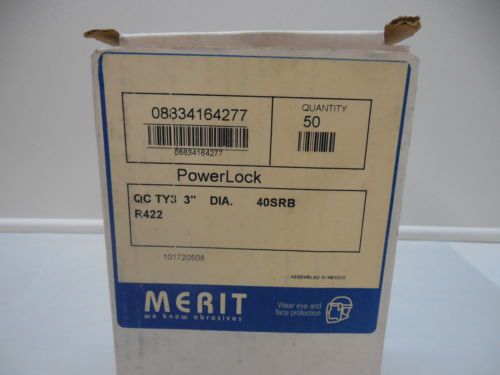 08834164277
QUANTITY
50
08834164277
PowerLock
QC TY3 3" DIA. 40SRB
R422
101720508
ASSEMBLED IN MEXICO
MERIT
we know abrasives
Wear eye and
face protection